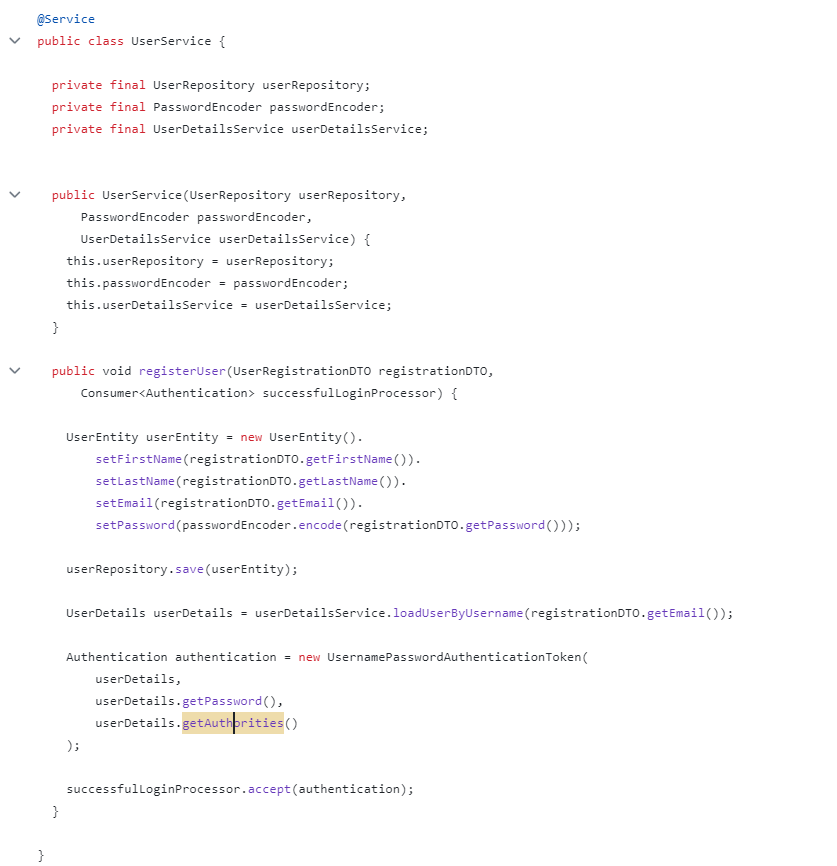 @Service
public class UserService {
private final UserRepository userRepository;
private final PasswordEncoder passwordEncoder;
private final UserDetailsService userDetailsService;
public UserService(UserRepository userRepository,
PasswordEncoder passwordEncoder,
UserDetailsService userDetailsService) {
this.userRepository = userRepository;
this.passwordEncoder = passwordEncoder;
this.userDetailsService = userDetailsService;
}
public void registerUser(UserRegistrationDTO registrationDTO,
Consumer<Authentication> successfulLoginProcessor) {
UserEntity userEntity = new UserEntity().
setFirstName(registrationDTO.getFirstName()).
setLastName(registrationDTO.getLastName()).
setEmail(registrationDTO.getEmail()).
setPassword(passwordEncoder.encode(registrationDTO.getPassword()));
userRepository.save(userEntity);
UserDetails userDetails = userDetailsService.loadUserByUsername(registrationDTO.getEmail());
Authentication authentication = new UsernamePasswordAuthenticationToken(
userDetails,
userDetails.getPassword(),
userDetails.getAuthorities()
);
successfulLoginProcessor.accept(authentication);
}
}